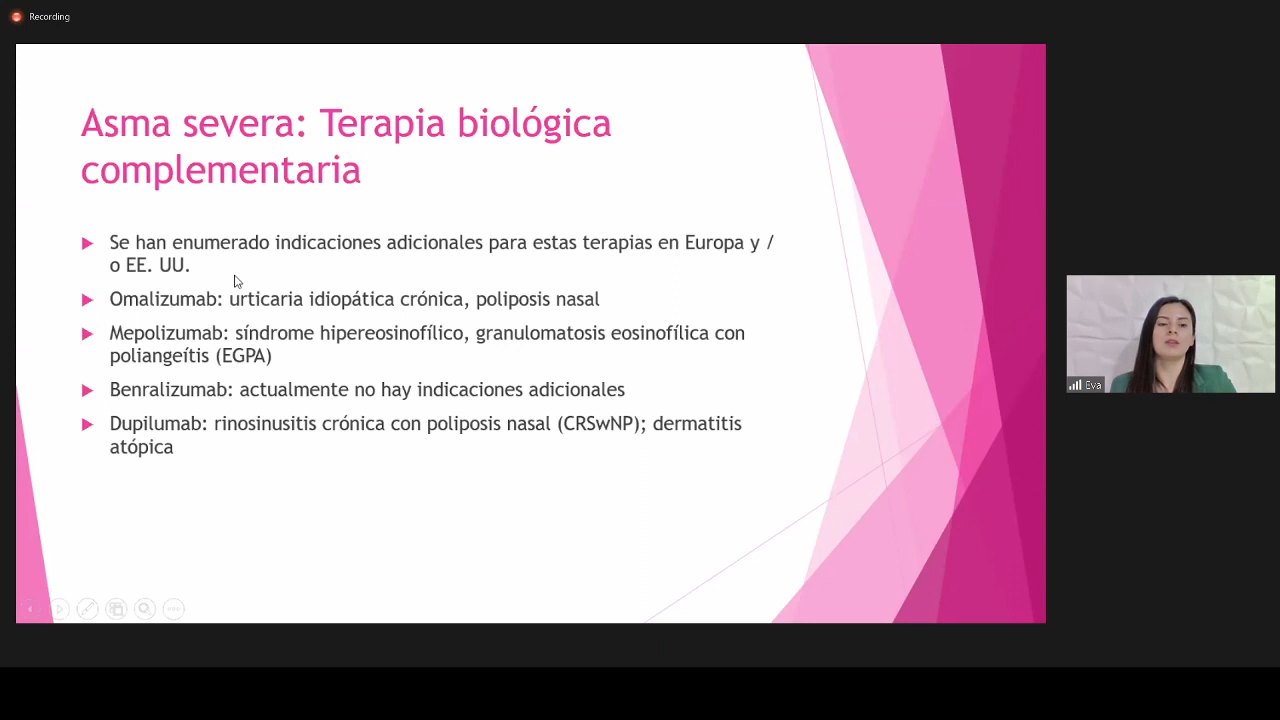 Recording
Asma severa: Terapia biológica
complementaria
Se han enumerado indicaciones adicionales para estas terapias en Europa y /
o EE. UU.
Omalizumab: urticaria idiopática crónica, poliposis nasal
Mepolizumab: síndrome hipereosinofílico, granulomatosis eosinofílica con
poliangeítis (EGPA)
Benralizumab: actualmente no hay indicaciones adicionales
Dupilumab: rinosinusitis crónica con poliposis nasal (CRSwNP); dermatitis
atópica
Eva